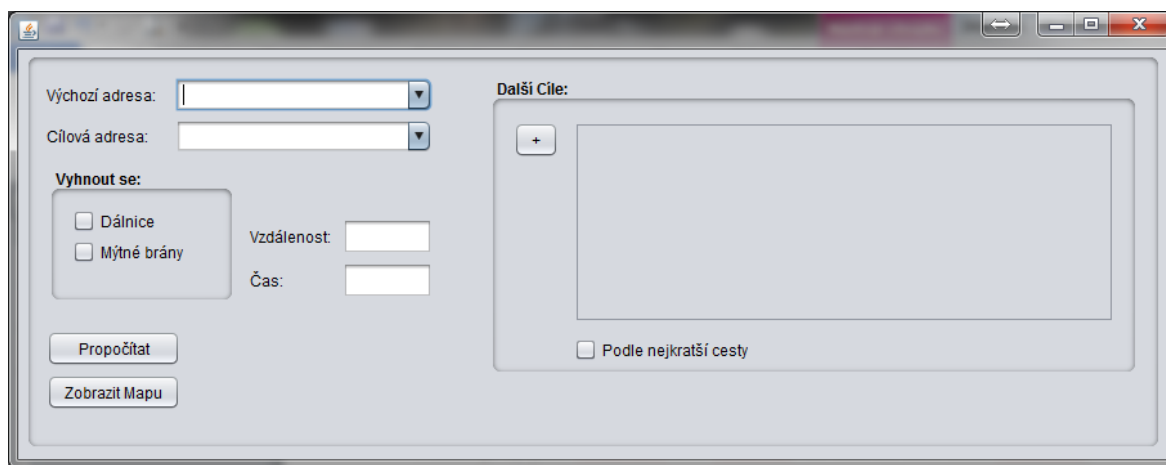 Výchozí adresa:
Cílová adresa:
Vyhnout se:
Dálnice
Mýtné brány
Vzdálenost:
Čas:
Propočítat
Zobrazit Mapu
Další Cíle:
+
Podle nejkratší cesty